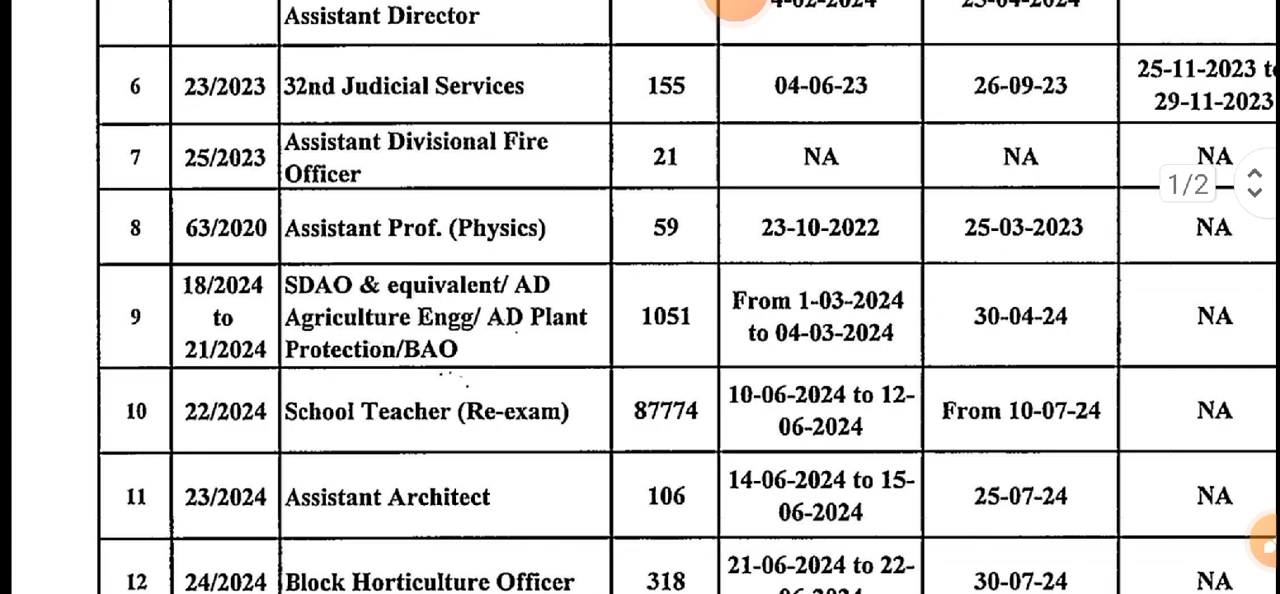 Assistant Director
6 23/2023 32nd Judicial Services 155 04-06-23 26-09-23 25-11-2023
29-11-2023
7 25/2023 Assistant Divisional Fire
Officer 21 NA NA NA
1/2
8 63/2020 Assistant Prof. (Physics) 59 23-10-2022 25-03-2023 NA
9 18/2024
to
21/2024 SDAO & equivalent/ AD
Agriculture Engg/ AD Plant
Protection/BAO 1051 From 1-03-2024
to 04-03-2024 30-04-24 NA
10 22/2024 School Teacher (Re-exam) 87774 10-06-2024 to 12-
06-2024 From 10-07-24 NA
11 23/2024 Assistant Architect 106 14-06-2024 to 15-
06-2024 25-07-24 NA
12 24/2024 Block Horticulture Officer 318 21-06-2024 to 22- 30-07-24 NA